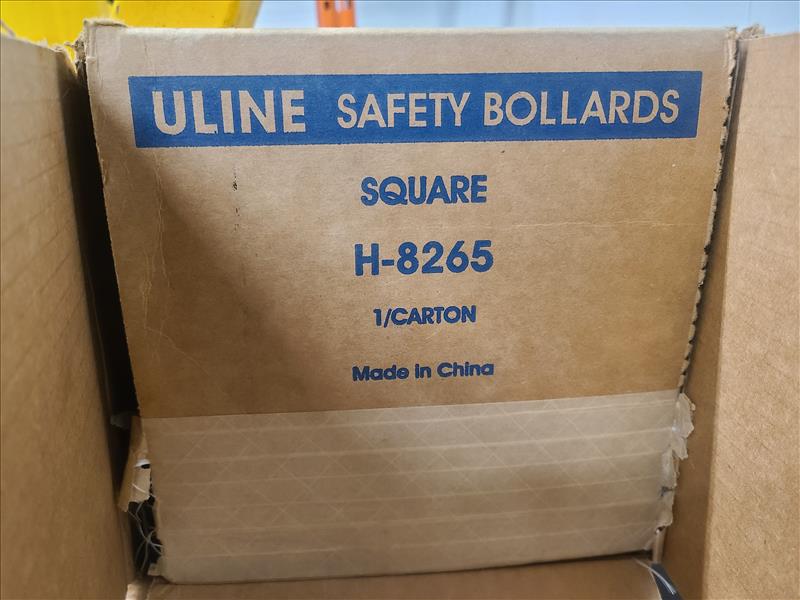 ULINE SAFETY BOLLARDS
SQUARE
H-8265
1/CARTON
Made in China